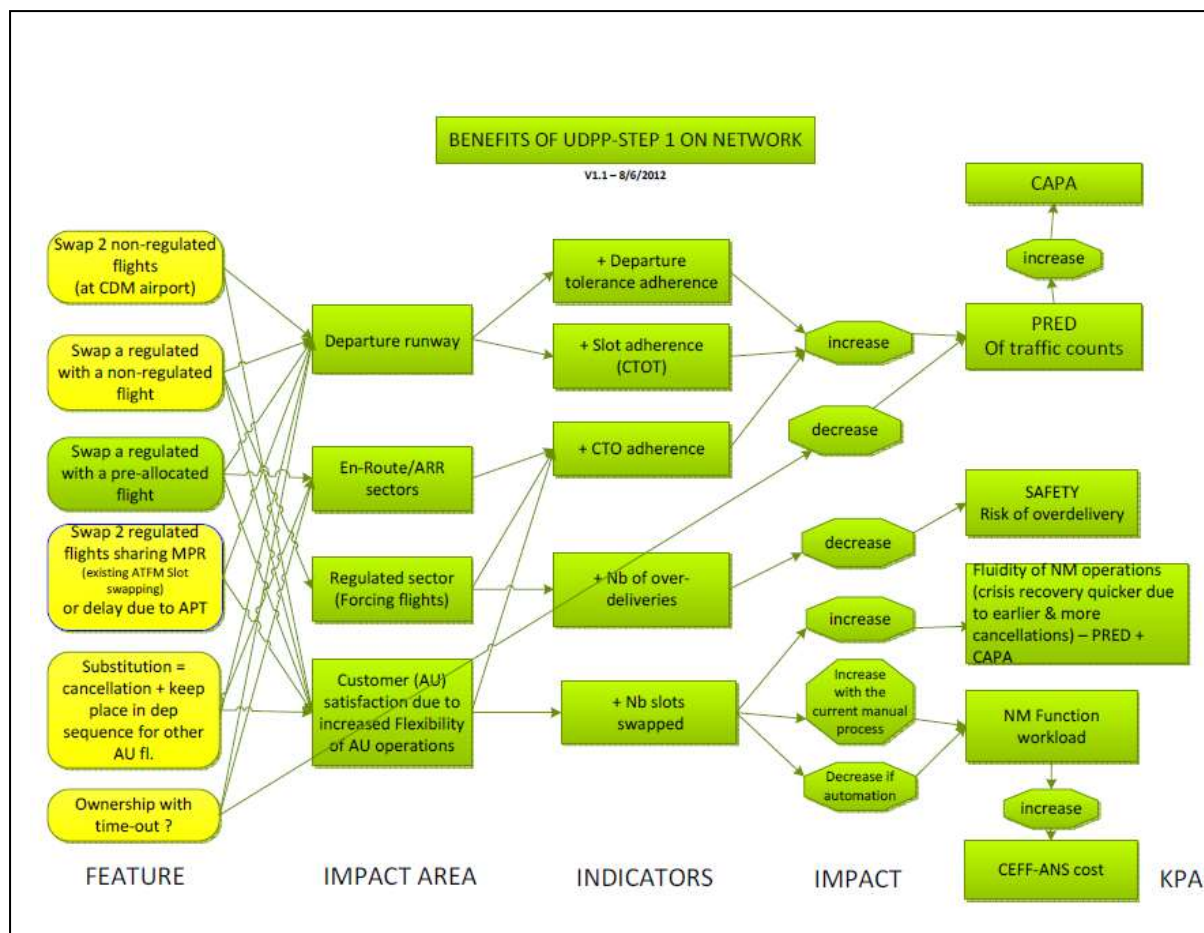 BENEFITS OF UDPP-STEP 1 ON NETWORK
V1.1 – 8/6/2012
Swap 2 non-regulated
flights
(at CDM airport)
Swap a regulated
with a non-regulated
flight
Swap a regulated
with a pre-allocated
flight
Swap 2 regulated
flights sharing MPR
(existing ATFM Slot
swapping)
or delay due to APT
Substitution =
cancellation + keep
place in dep
sequence for other
AU fl.
Ownership with
time-out ?
FEATURE
Departure runway
En-Route/ARR
sectors
Regulated sector
(Forcing flights)
Customer (AU)
satisfaction due to
increased Flexibility
of AU operations
IMPACT AREA
+ Departure
tolerance adherence
+ Slot adherence
(CTOT)
+ CTO adherence
+ Nb of over-
deliveries
+ Nb slots
swapped
INDICATORS
increase
decrease
decrease
increase
Increase
with the
current manual
process
Decrease if
automation
IMPACT
CAPA
increase
PRED
Of traffic counts
SAFETY
Risk of overdelivery
Fluidity of NM operations
(crisis recovery quicker due
to earlier & more
cancellations) – PRED +
CAPA
NM Function
workload
increase
CEFF-ANS cost
KPA